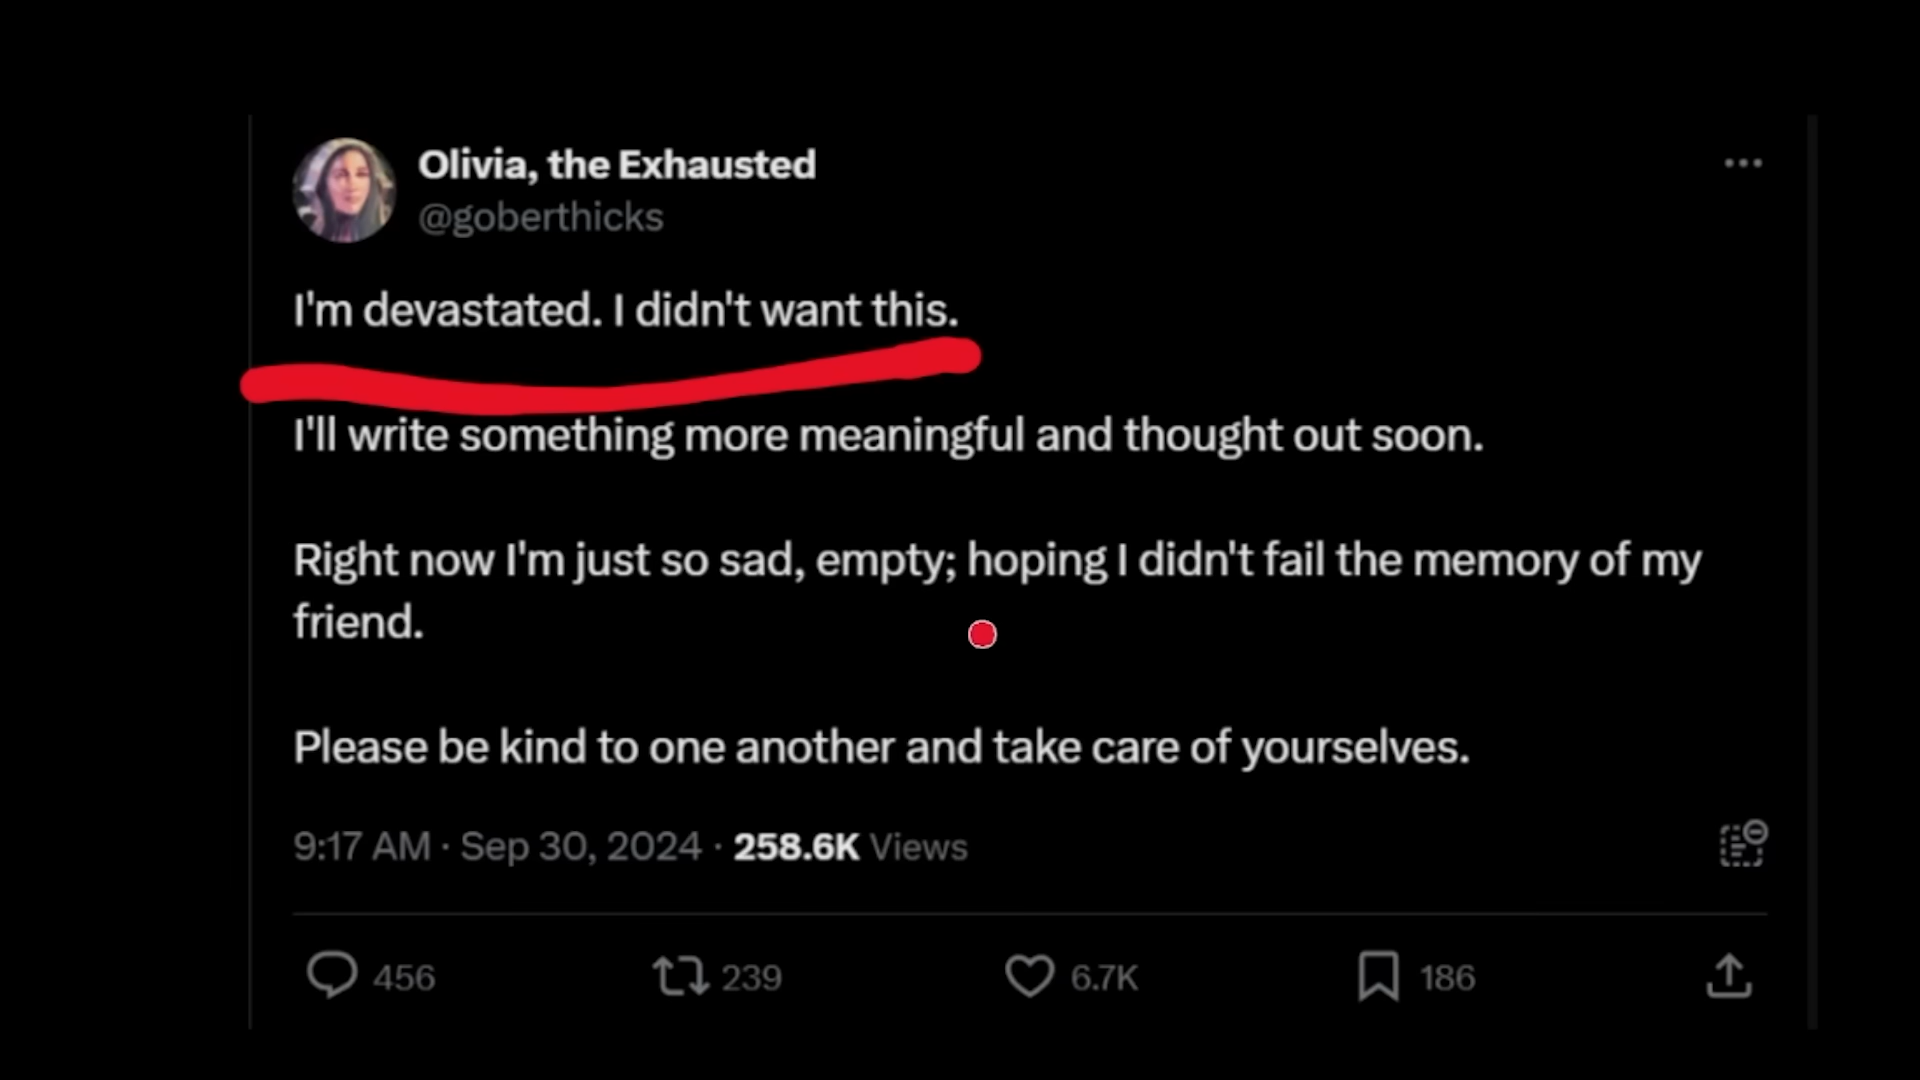 Olivia, the Exhausted
@goberthicks
I'm devastated. I didn't want this.
I'll write something more meaningful and thought out soon.
Right now I'm just so sad, empty; hoping I didn't fail the memory of my
friend.
Please be kind to one another and take care of yourselves.
9:17 AM · Sep 30, 2024 · 258.6K Views
456 239 6.7K 186